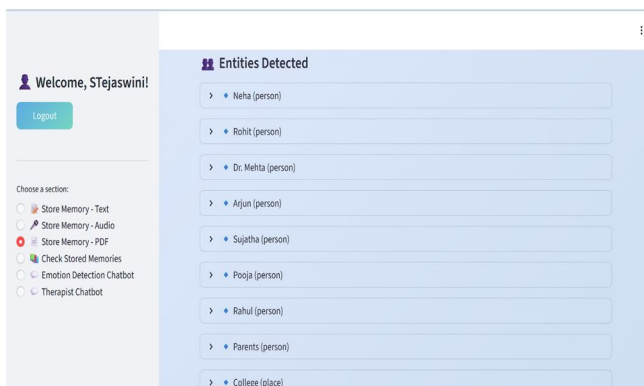 Welcome, STejaswini!
Logout
Choose a section:
Store Memory - Text
Store Memory - Audio
Store Memory - PDF
Check Stored Memories
Emotion Detection Chatbot
Therapist Chatbot
Entities Detected
Neha (person)
Rohit (person)
Dr. Mehta (person)
Arjun (person)
Sujatha (person)
Pooja (person)
Rahul (person)
Parents (person)
College (place)